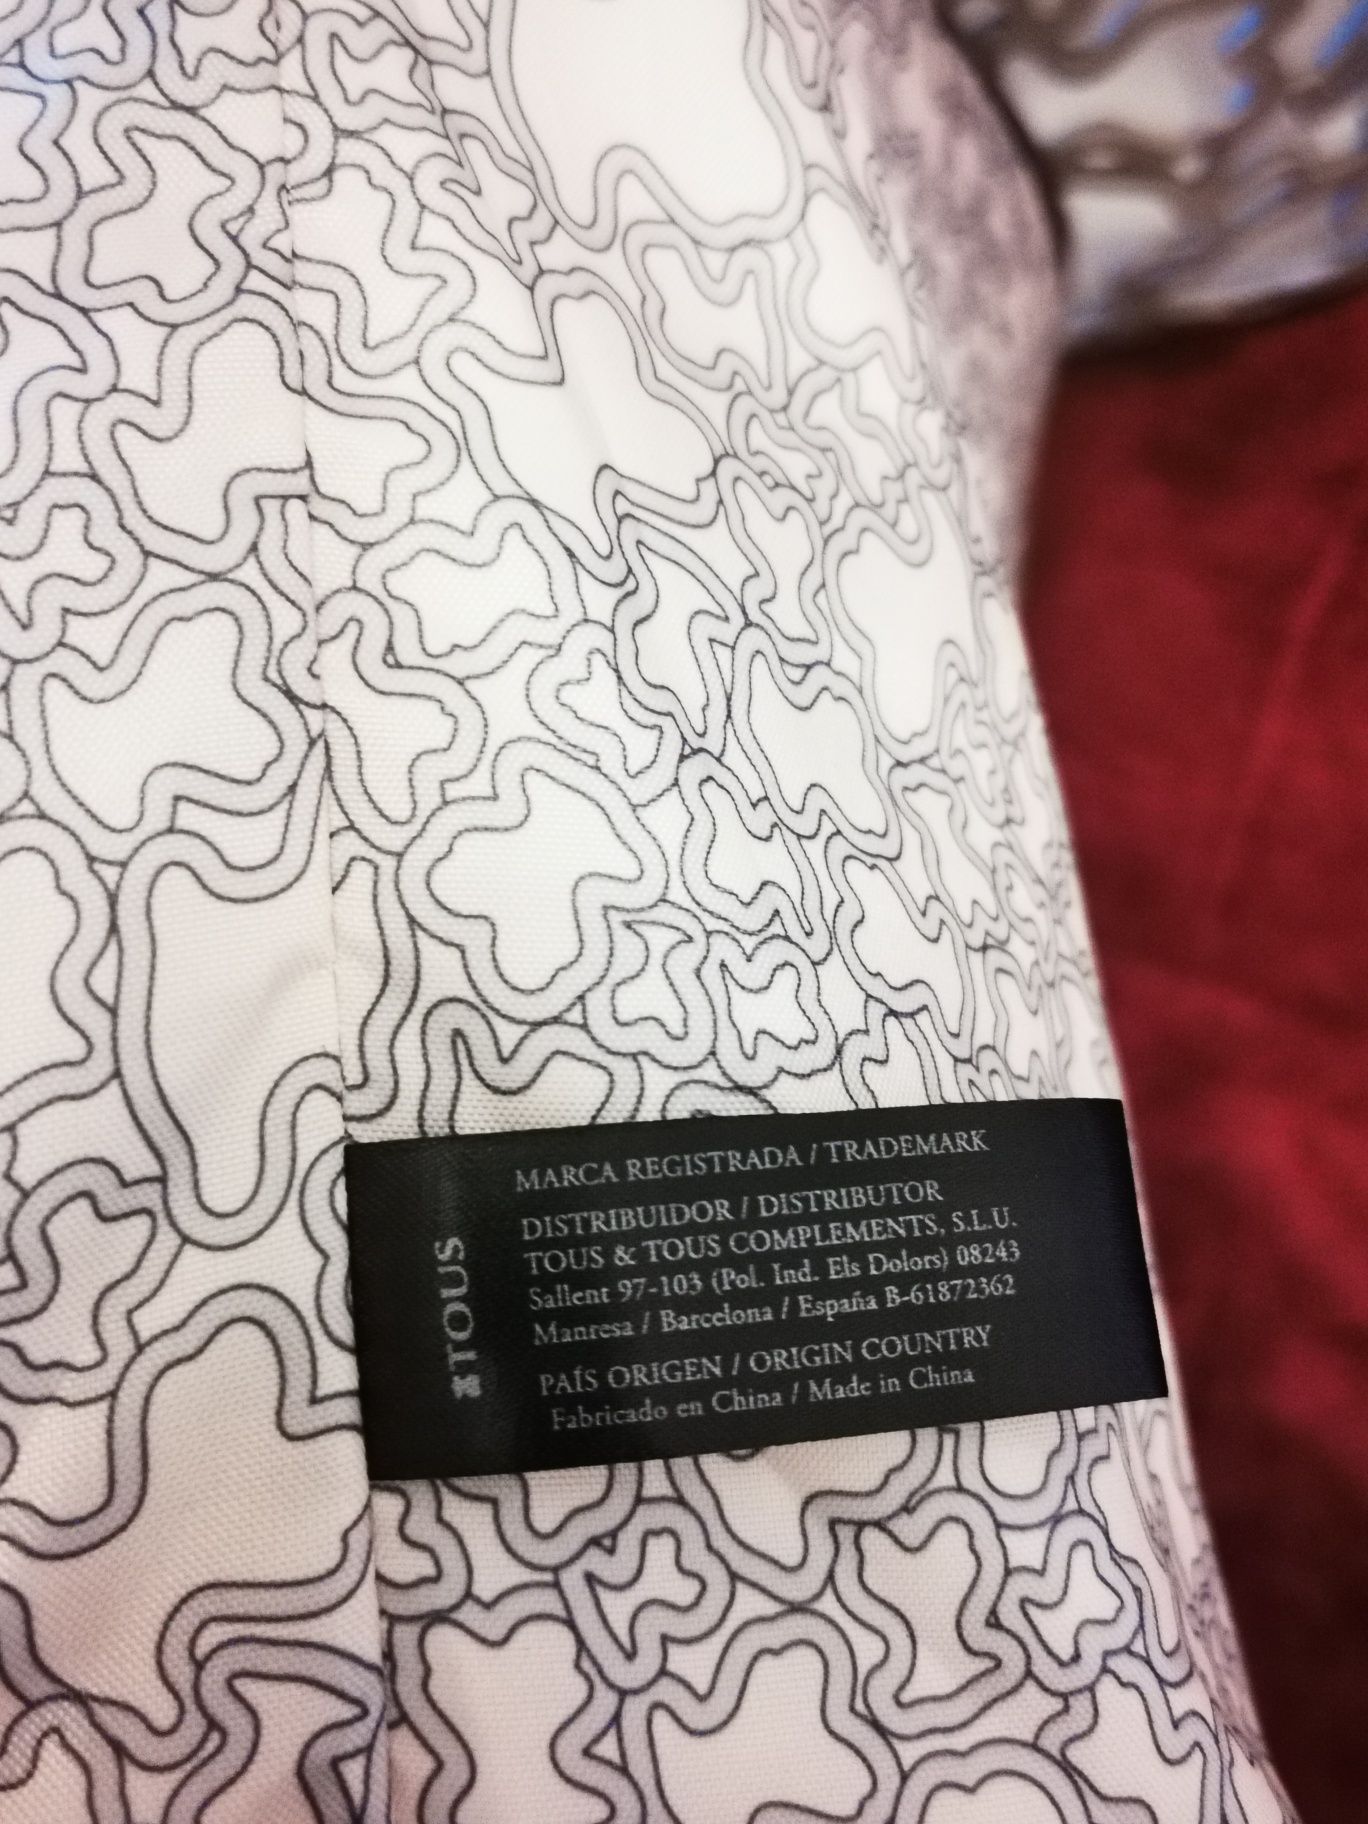 TOUS
MARCA REGISTRADA / TRADEMARK
DISTRIBUIDOR / DISTRIBUTOR
TOUS & TOUS COMPLEMENTS, S.L.U.
Sallent 97-103 (Pol. Ind. Els Dolors) 08243
Manresa / Barcelona / España B-61872362
PAÍS ORIGEN / ORIGIN COUNTRY
Fabricado en China / Made in China